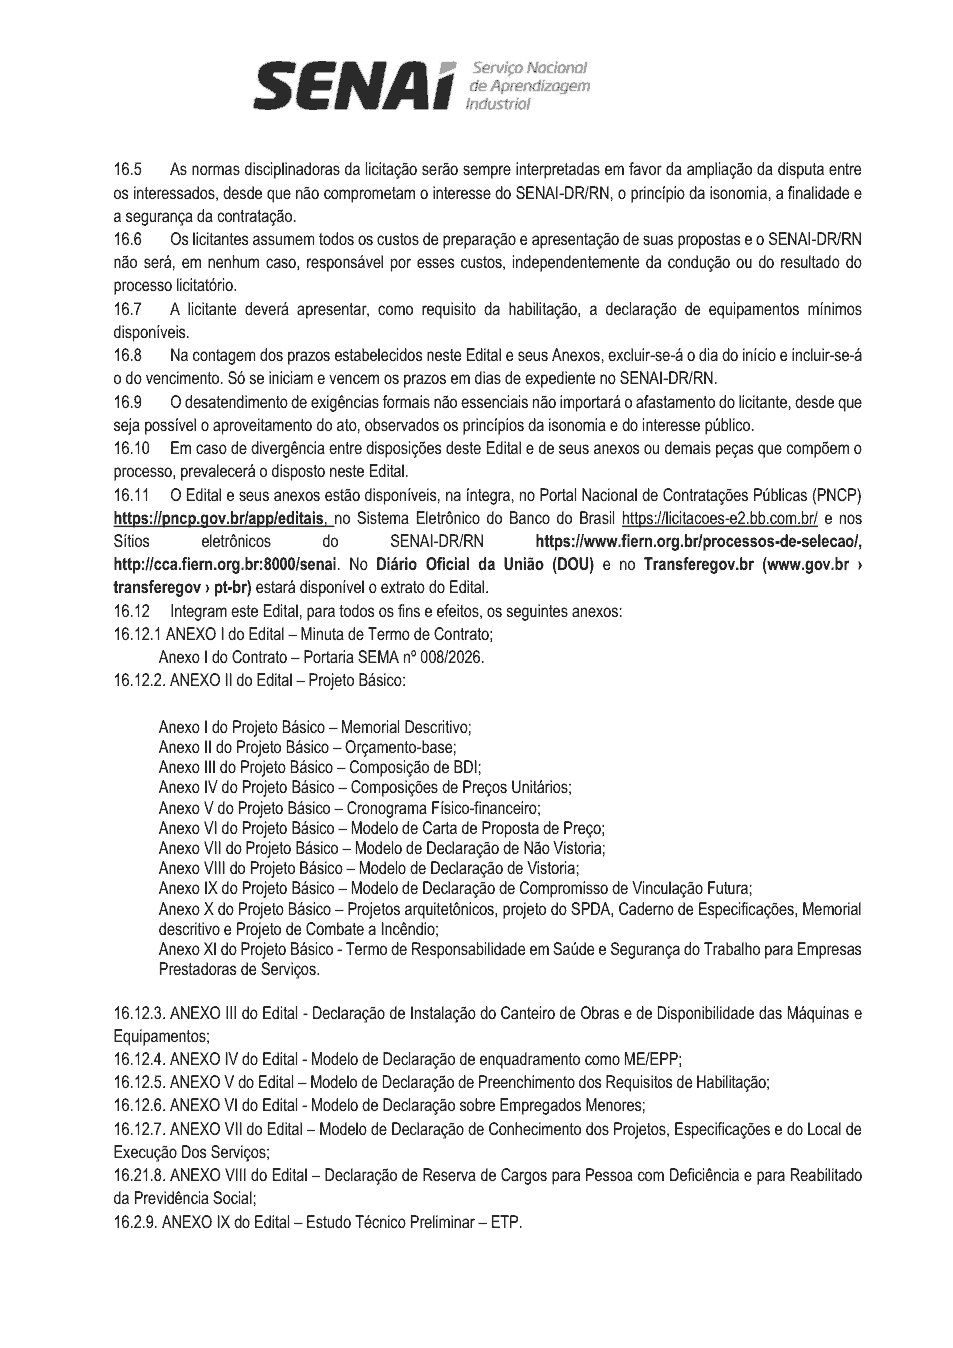 SENAI Serviço Nacional
de Aprendizagem
Industrial
16.5 As normas disciplinadoras da licitação serão sempre interpretadas em favor da ampliação da disputa entre
os interessados, desde que não comprometam o interesse do SENAI-DR/RN, o princípio da isonomia, a finalidade e
a segurança da contratação.
16.6 Os licitantes assumem todos os custos de preparação e apresentação de suas propostas e o SENAI-DR/RN
não será, em nenhum caso, responsável por esses custos, independentemente da condução ou do resultado do
processo licitatório.
16.7 A licitante deverá apresentar, como requisito da habilitação, a declaração de equipamentos mínimos
disponíveis.
16.8 Na contagem dos prazos estabelecidos neste Edital e seus Anexos, excluir-se-á o dia do início e incluir-se-á
o do vencimento. Só se iniciam e vencem os prazos em dias de expediente no SENAI-DR/RN.
16.9 O desatendimento de exigências formais não essenciais não importará o afastamento do licitante, desde que
seja possível o aproveitamento do ato, observados os princípios da isonomia e do interesse público.
16.10 Em caso de divergência entre disposições deste Edital e de seus anexos ou demais peças que compõem o
processo, prevalecerá o disposto neste Edital.
16.11 O Edital e seus anexos estão disponíveis, na íntegra, no Portal Nacional de Contratações Públicas (PNCP)
https://pncp.gov.br/app/editais, no Sistema Eletrônico do Banco do Brasil https://licitacoes-e2.bb.com.br/ e nos
Sítios eletrônicos do SENAI-DR/RN https://www.fiern.org.br/processos-de-selecao/,
http://cca.fiern.org.br:8000/senai. No Diário Oficial da União (DOU) e no Transferegov.br (www.gov.br ›
transferegov › pt-br) estará disponível o extrato do Edital.
16.12 Integram este Edital, para todos os fins e efeitos, os seguintes anexos:
16.12.1 ANEXO I do Edital – Minuta de Termo de Contrato;
Anexo I do Contrato – Portaria SEMA nº 008/2026.
16.12.2. ANEXO II do Edital – Projeto Básico:
Anexo I do Projeto Básico – Memorial Descritivo;
Anexo II do Projeto Básico – Orçamento-base;
Anexo III do Projeto Básico – Composição de BDI;
Anexo IV do Projeto Básico – Composições de Preços Unitários;
Anexo V do Projeto Básico – Cronograma Físico-financeiro;
Anexo VI do Projeto Básico – Modelo de Carta de Proposta de Preço;
Anexo VII do Projeto Básico – Modelo de Declaração de Não Vistoria;
Anexo VIII do Projeto Básico – Modelo de Declaração de Vistoria;
Anexo IX do Projeto Básico – Modelo de Declaração de Compromisso de Vinculação Futura;
Anexo X do Projeto Básico – Projetos arquitetônicos, projeto do SPDA, Caderno de Especificações, Memorial
descritivo e Projeto de Combate a Incêndio;
Anexo XI do Projeto Básico - Termo de Responsabilidade em Saúde e Segurança do Trabalho para Empresas
Prestadoras de Serviços.
16.12.3. ANEXO III do Edital - Declaração de Instalação do Canteiro de Obras e de Disponibilidade das Máquinas e
Equipamentos;
16.12.4. ANEXO IV do Edital - Modelo de Declaração de enquadramento como ME/EPP;
16.12.5. ANEXO V do Edital – Modelo de Declaração de Preenchimento dos Requisitos de Habilitação;
16.12.6. ANEXO VI do Edital - Modelo de Declaração sobre Empregados Menores;
16.12.7. ANEXO VII do Edital – Modelo de Declaração de Conhecimento dos Projetos, Especificações e do Local de
Execução Dos Serviços;
16.21.8. ANEXO VIII do Edital – Declaração de Reserva de Cargos para Pessoa com Deficiência e para Reabilitado
da Previdência Social;
16.2.9. ANEXO IX do Edital – Estudo Técnico Preliminar – ETP.